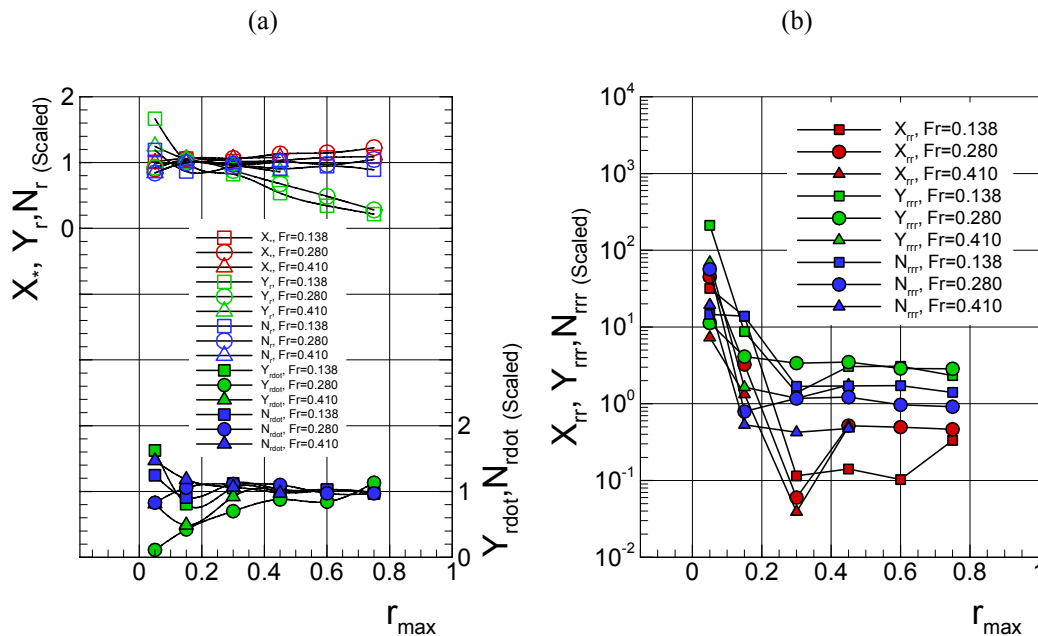 (a)
(b)
X*, Yr, Nr (Scaled)
2
1
0
X*, Fr=0.138
X*, Fr=0.280
X*, Fr=0.410
Yr, Fr=0.138
Yr, Fr=0.280
Yr, Fr=0.410
Nr, Fr=0.138
Nr, Fr=0.280
Nr, Fr=0.410
Yrdot, Fr=0.138
Yrdot, Fr=0.280
Yrdot, Fr=0.410
Nrdot, Fr=0.138
Nrdot, Fr=0.280
Nrdot, Fr=0.410
2
1
0
Yrdot, Nrdot (Scaled)
0 0.2 0.4 0.6 0.8 1
rmax
Xrr, Yrrr, Nrrr (Scaled)
10^4
10^3
10^2
10^1
10^0
10^-1
10^-2
Xrr, Fr=0.138
Xrr, Fr=0.280
Xrr, Fr=0.410
Yrrr, Fr=0.138
Yrrr, Fr=0.280
Yrrr, Fr=0.410
Nrrr, Fr=0.138
Nrrr, Fr=0.280
Nrrr, Fr=0.410
0 0.2 0.4 0.6 0.8 1
rmax